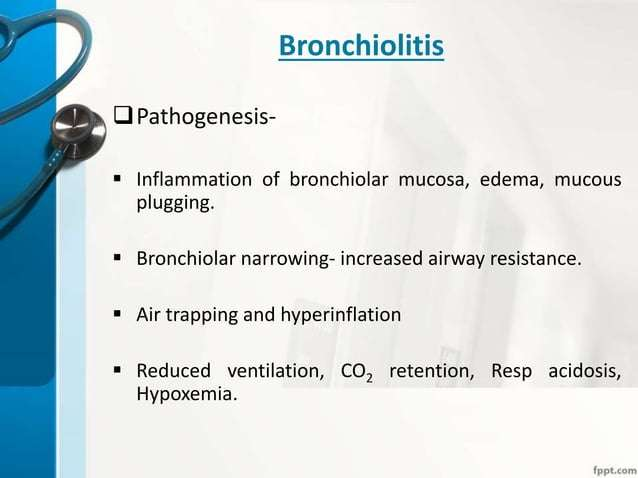 Bronchiolitis
❑Pathogenesis-
▪ Inflammation of bronchiolar mucosa, edema, mucous
plugging.
▪ Bronchiolar narrowing- increased airway resistance.
▪ Air trapping and hyperinflation
▪ Reduced ventilation, CO₂ retention, Resp acidosis,
Hypoxemia.
fppt.com